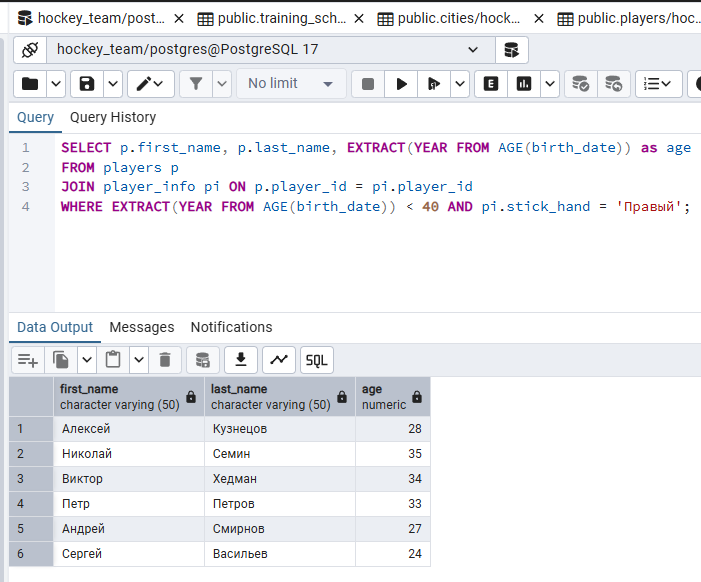 hockey_team/post... public.training_sch... public.cities/hock... public.players/hoc...
hockey_team/postgres@PostgreSQL 17
No limit E
Query Query History
1 SELECT p.first_name, p.last_name, EXTRACT(YEAR FROM AGE(birth_date)) as age
2 FROM players p
3 JOIN player_info pi ON p.player_id = pi.player_id
4 WHERE EXTRACT(YEAR FROM AGE(birth_date)) < 40 AND pi.stick_hand = 'Правый';
Data Output Messages Notifications
SQL
first_name last_name age
character varying (50) character varying (50) numeric
1 Алексей Кузнецов 28
2 Николай Семин 35
3 Виктор Хедман 34
4 Петр Петров 33
5 Андрей Смирнов 27
6 Сергей Васильев 24